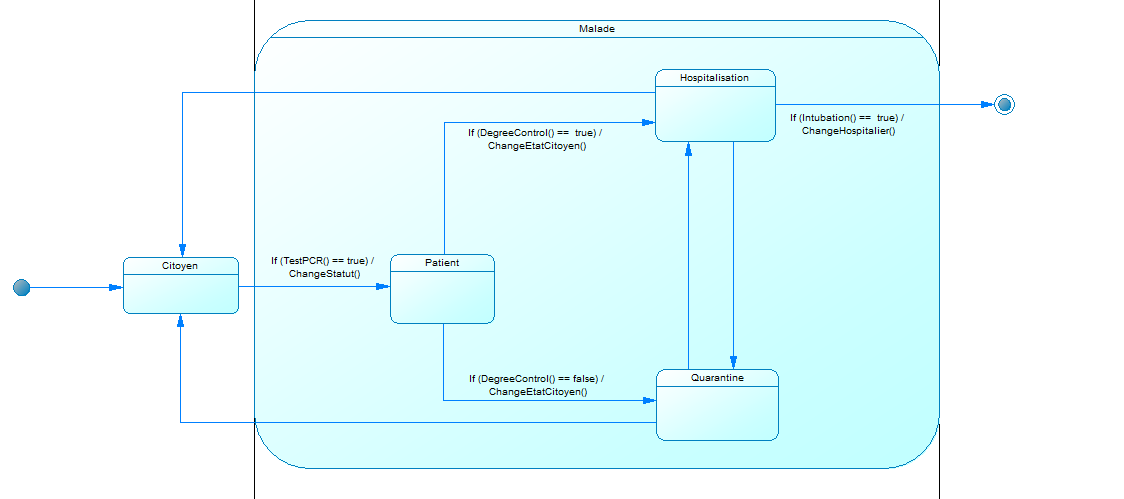 Malade
Hospitalisation
If (Intubation() == true) /
ChangeHospitalier()
If (DegreeControl() == true) /
ChangeEtatCitoyen()
Citoyen
If (TestPCR() == true) /
ChangeStatut()
Patient
If (DegreeControl() == false) /
ChangeEtatCitoyen()
Quarantine